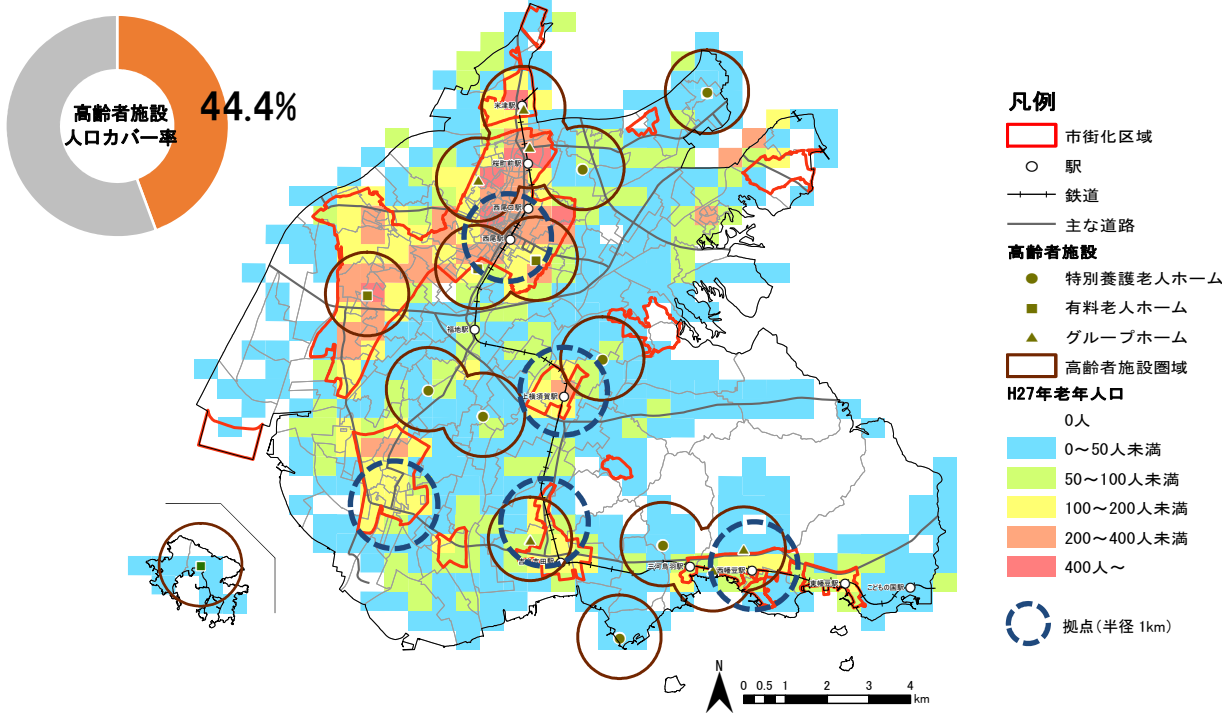 高齢者施設
人口カバー率
44.4%
米津駅
桜町前駅
西尾口駅
西尾駅
福地駅
上横須賀駅
吉良吉田駅
三河鳥羽駅
西幡豆駅
東幡豆駅
こどもの国駅
凡例
市街化区域
駅
鉄道
主な道路
高齢者施設
特別養護老人ホーム
有料老人ホーム
グループホーム
高齢者施設圏域
H27年老年人口
0人
0～50人未満
50～100人未満
100～200人未満
200～400人未満
400人～
拠点(半径 1km)
N
0 0.5 1 2 3 4
km